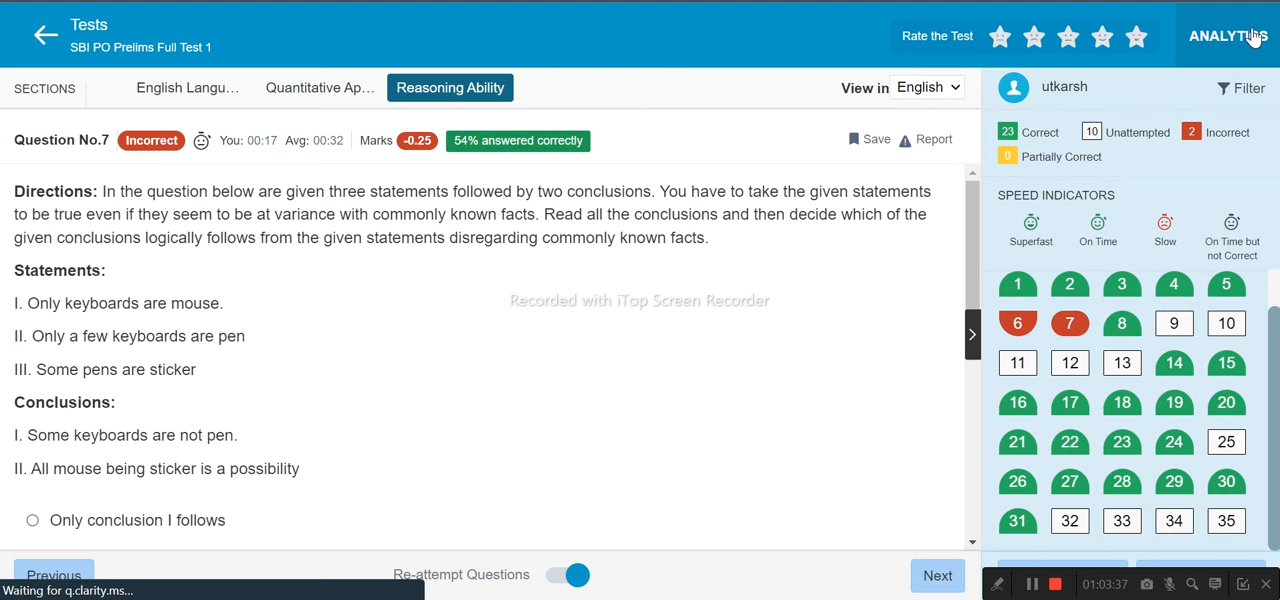 Tests
SBI PO Prelims Full Test 1
Rate the Test
SECTIONS
English Langu...
Quantitative Ap...
Reasoning Ability
View in English
utkarsh
Filter
Question No.7 Incorrect You: 00:17 Avg: 00:32 Marks -0.25 54% answered correctly
Save
Report
23 Correct 10 Unattempted 2 Incorrect
0 Partially Correct
Directions: In the question below are given three statements followed by two conclusions. You have to take the given statements
to be true even if they seem to be at variance with commonly known facts. Read all the conclusions and then decide which of the
given conclusions logically follows from the given statements disregarding commonly known facts.
Statements:
I. Only keyboards are mouse.
II. Only a few keyboards are pen
III. Some pens are sticker
Conclusions:
I. Some keyboards are not pen.
II. All mouse being sticker is a possibility
Only conclusion I follows
Recorded with iTop Screen Recorder
SPEED INDICATORS
Superfast
On Time
Slow
On Time but
not Correct
1 2 3 4 5
6 7 8 9 10
11 12 13 14 15
16 17 18 19 20
21 22 23 24 25
26 27 28 29 30
31 32 33 34 35
Previous
Re-attempt Questions
Next
Waiting for q.clarity.ms...
01:03:37